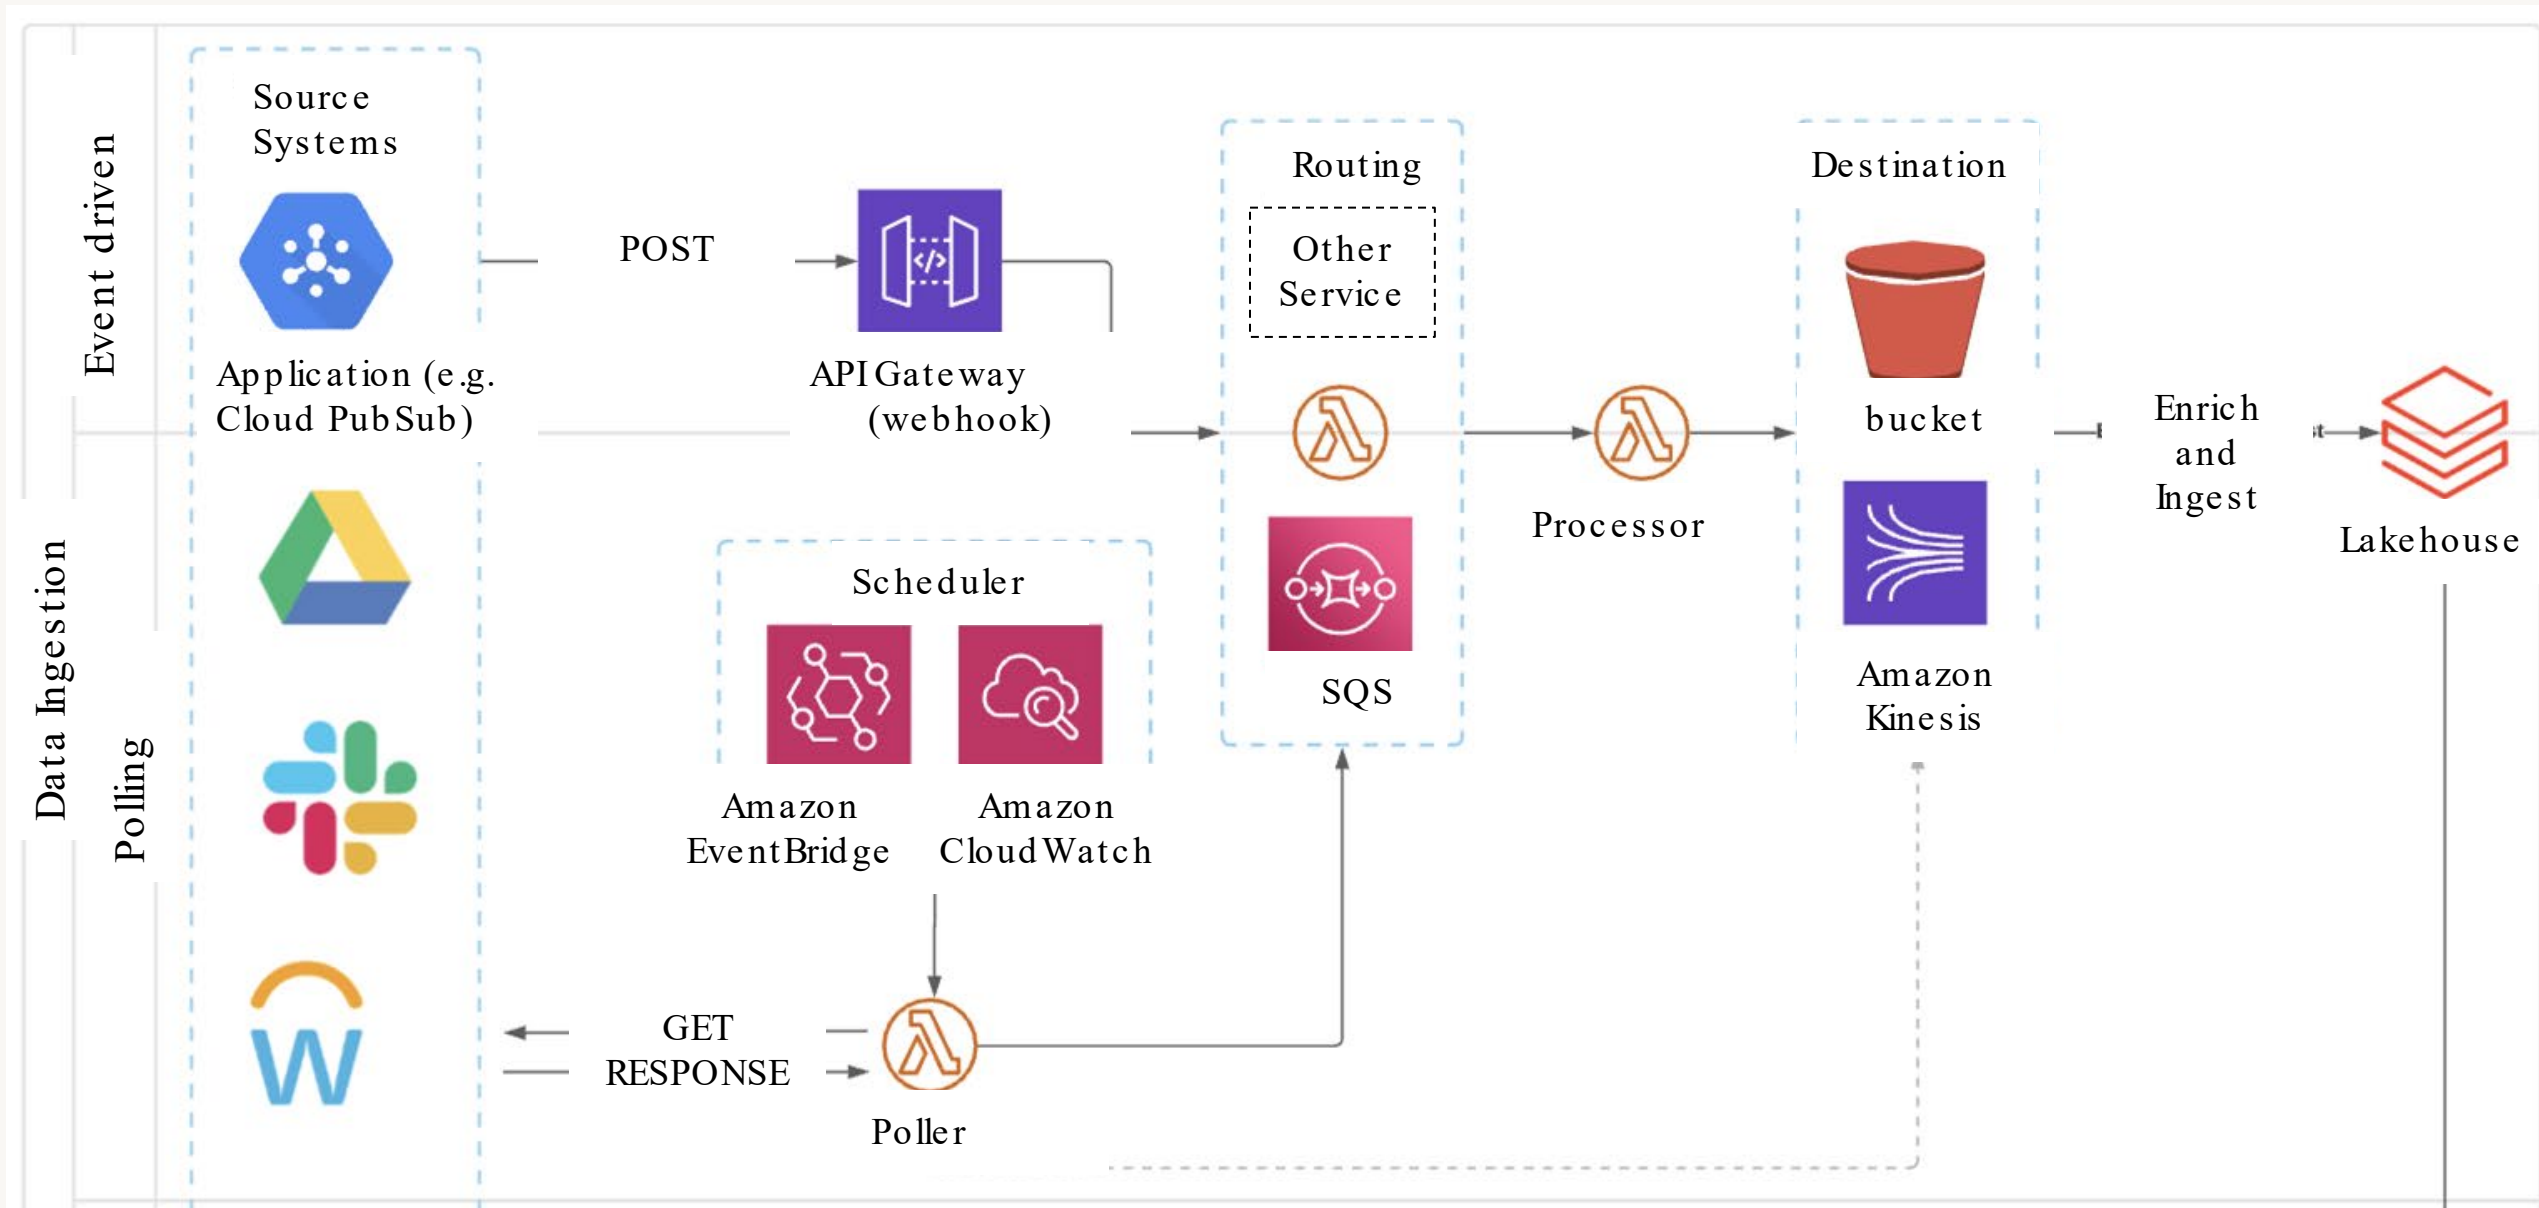 Source
Systems
Event driven
POST
Routing
Destination
Other
Service
Application (e.g.
Cloud PubSub)
API Gateway
(webhook)
bucket
Enrich
and
Ingest
Processor
Lakehouse
Data Ingestion
Scheduler
Amazon
Kinesis
SQS
Polling
Amazon
EventBridge
Amazon
CloudWatch
GET
RESPONSE
Poller
W